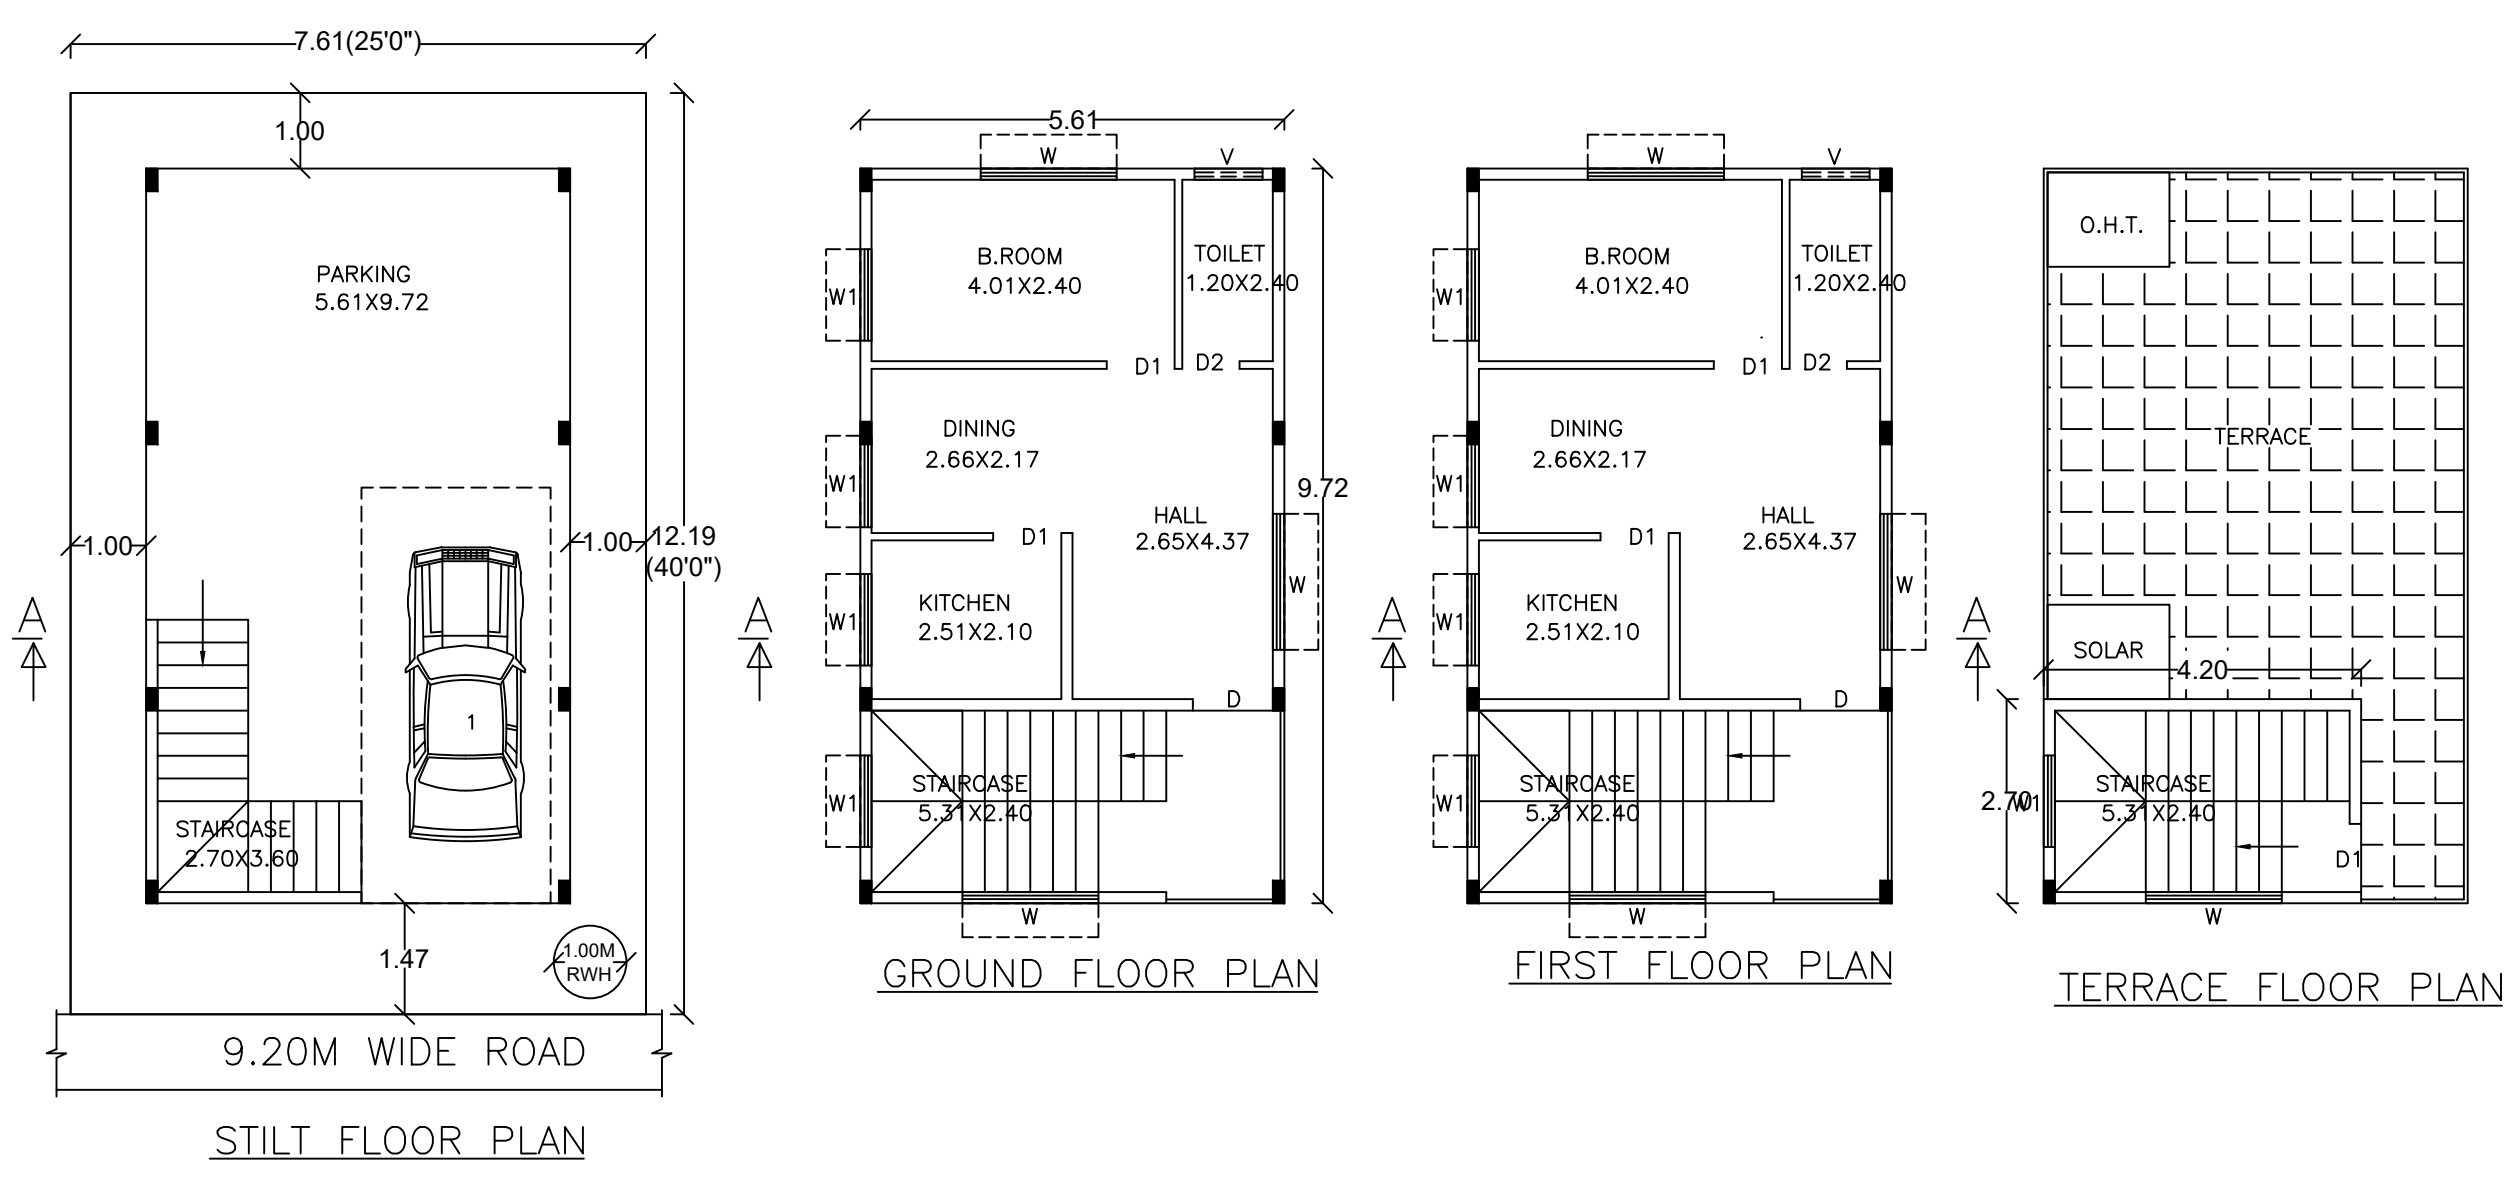 7.61(25'0")
1.00
PARKING
5.61X9.72
1.00
1.00
12.19
(40'0")
A
1
STAIRCASE
2.70X3.60
1.47
1.00M
RWH
9.20M WIDE ROAD
STILT FLOOR PLAN
5.61
W
V
B.ROOM
4.01X2.40
TOILET
1.20X2.40
W1
D1
D2
DINING
2.66X2.17
W1
9.72
HALL
2.65X4.37
D1
W
KITCHEN
2.51X2.10
W1
A
D
STAIRCASE
5.31X2.40
W1
W
GROUND FLOOR PLAN
W
V
B.ROOM
4.01X2.40
TOILET
1.20X2.40
W1
D1
D2
DINING
2.66X2.17
W1
HALL
2.65X4.37
D1
W
KITCHEN
2.51X2.10
W1
A
D
STAIRCASE
5.31X2.40
W1
W
FIRST FLOOR PLAN
O.H.T.
TERRACE
A
SOLAR
4.20
2.70
W1
STAIRCASE
5.31X2.40
D1
W
TERRACE FLOOR PLAN